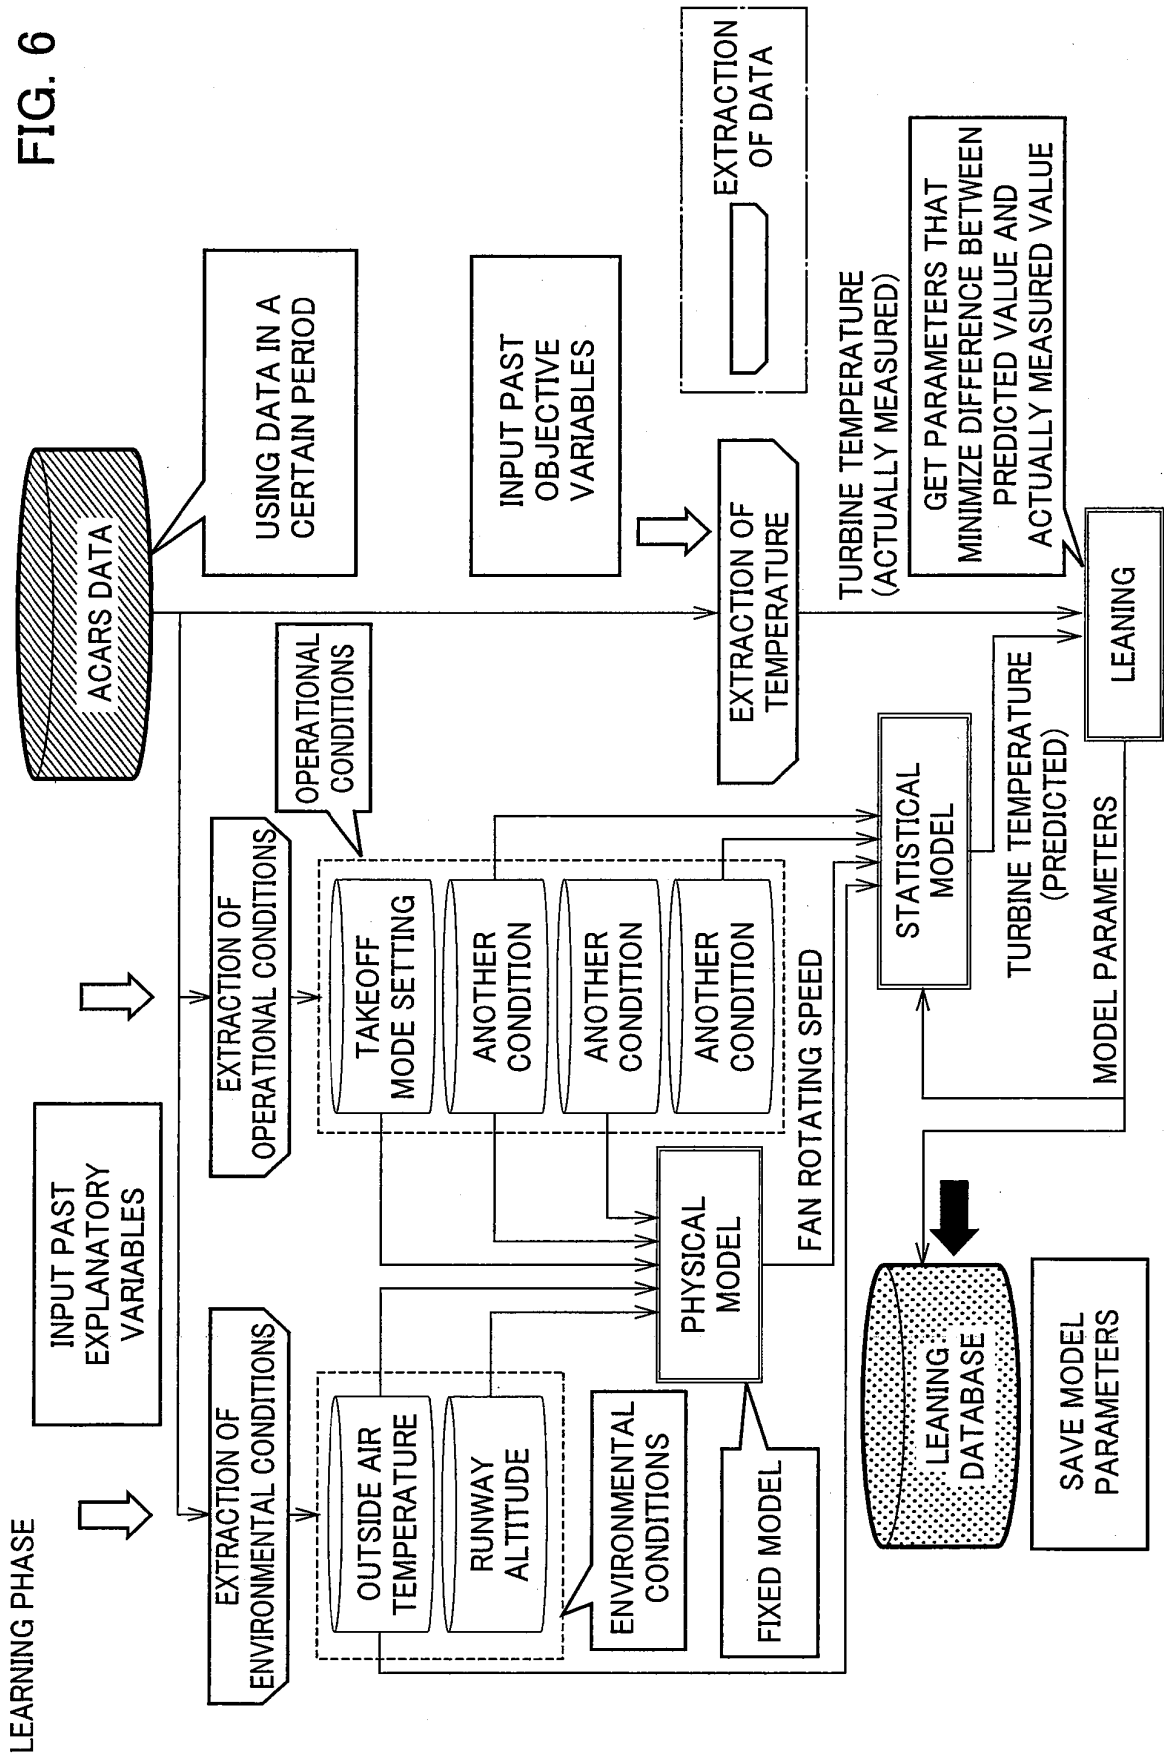 FIG. 6
LEARNING PHASE
INPUT PAST
EXPLANATORY
VARIABLES
ACARS DATA
USING DATA IN A
CERTAIN PERIOD
EXTRACTION OF
ENVIRONMENTAL CONDITIONS
EXTRACTION OF
OPERATIONAL CONDITIONS
OPERATIONAL
CONDITIONS
OUTSIDE AIR
TEMPERATURE
RUNWAY
ALTITUDE
ENVIRONMENTAL
CONDITIONS
TAKEOFF
MODE SETTING
ANOTHER
CONDITION
ANOTHER
CONDITION
ANOTHER
CONDITION
INPUT PAST
OBJECTIVE
VARIABLES
EXTRACTION OF
TEMPERATURE
EXTRACTION
OF DATA
FIXED MODEL
PHYSICAL
MODEL
FAN ROTATING SPEED
TURBINE TEMPERATURE
(ACTUALLY MEASURED)
STATISTICAL
MODEL
GET PARAMETERS THAT
MINIMIZE DIFFERENCE BETWEEN
PREDICTED VALUE AND
ACTUALLY MEASURED VALUE
TURBINE TEMPERATURE
(PREDICTED)
LEANING
MODEL PARAMETERS
LEANING
DATABASE
SAVE MODEL
PARAMETERS